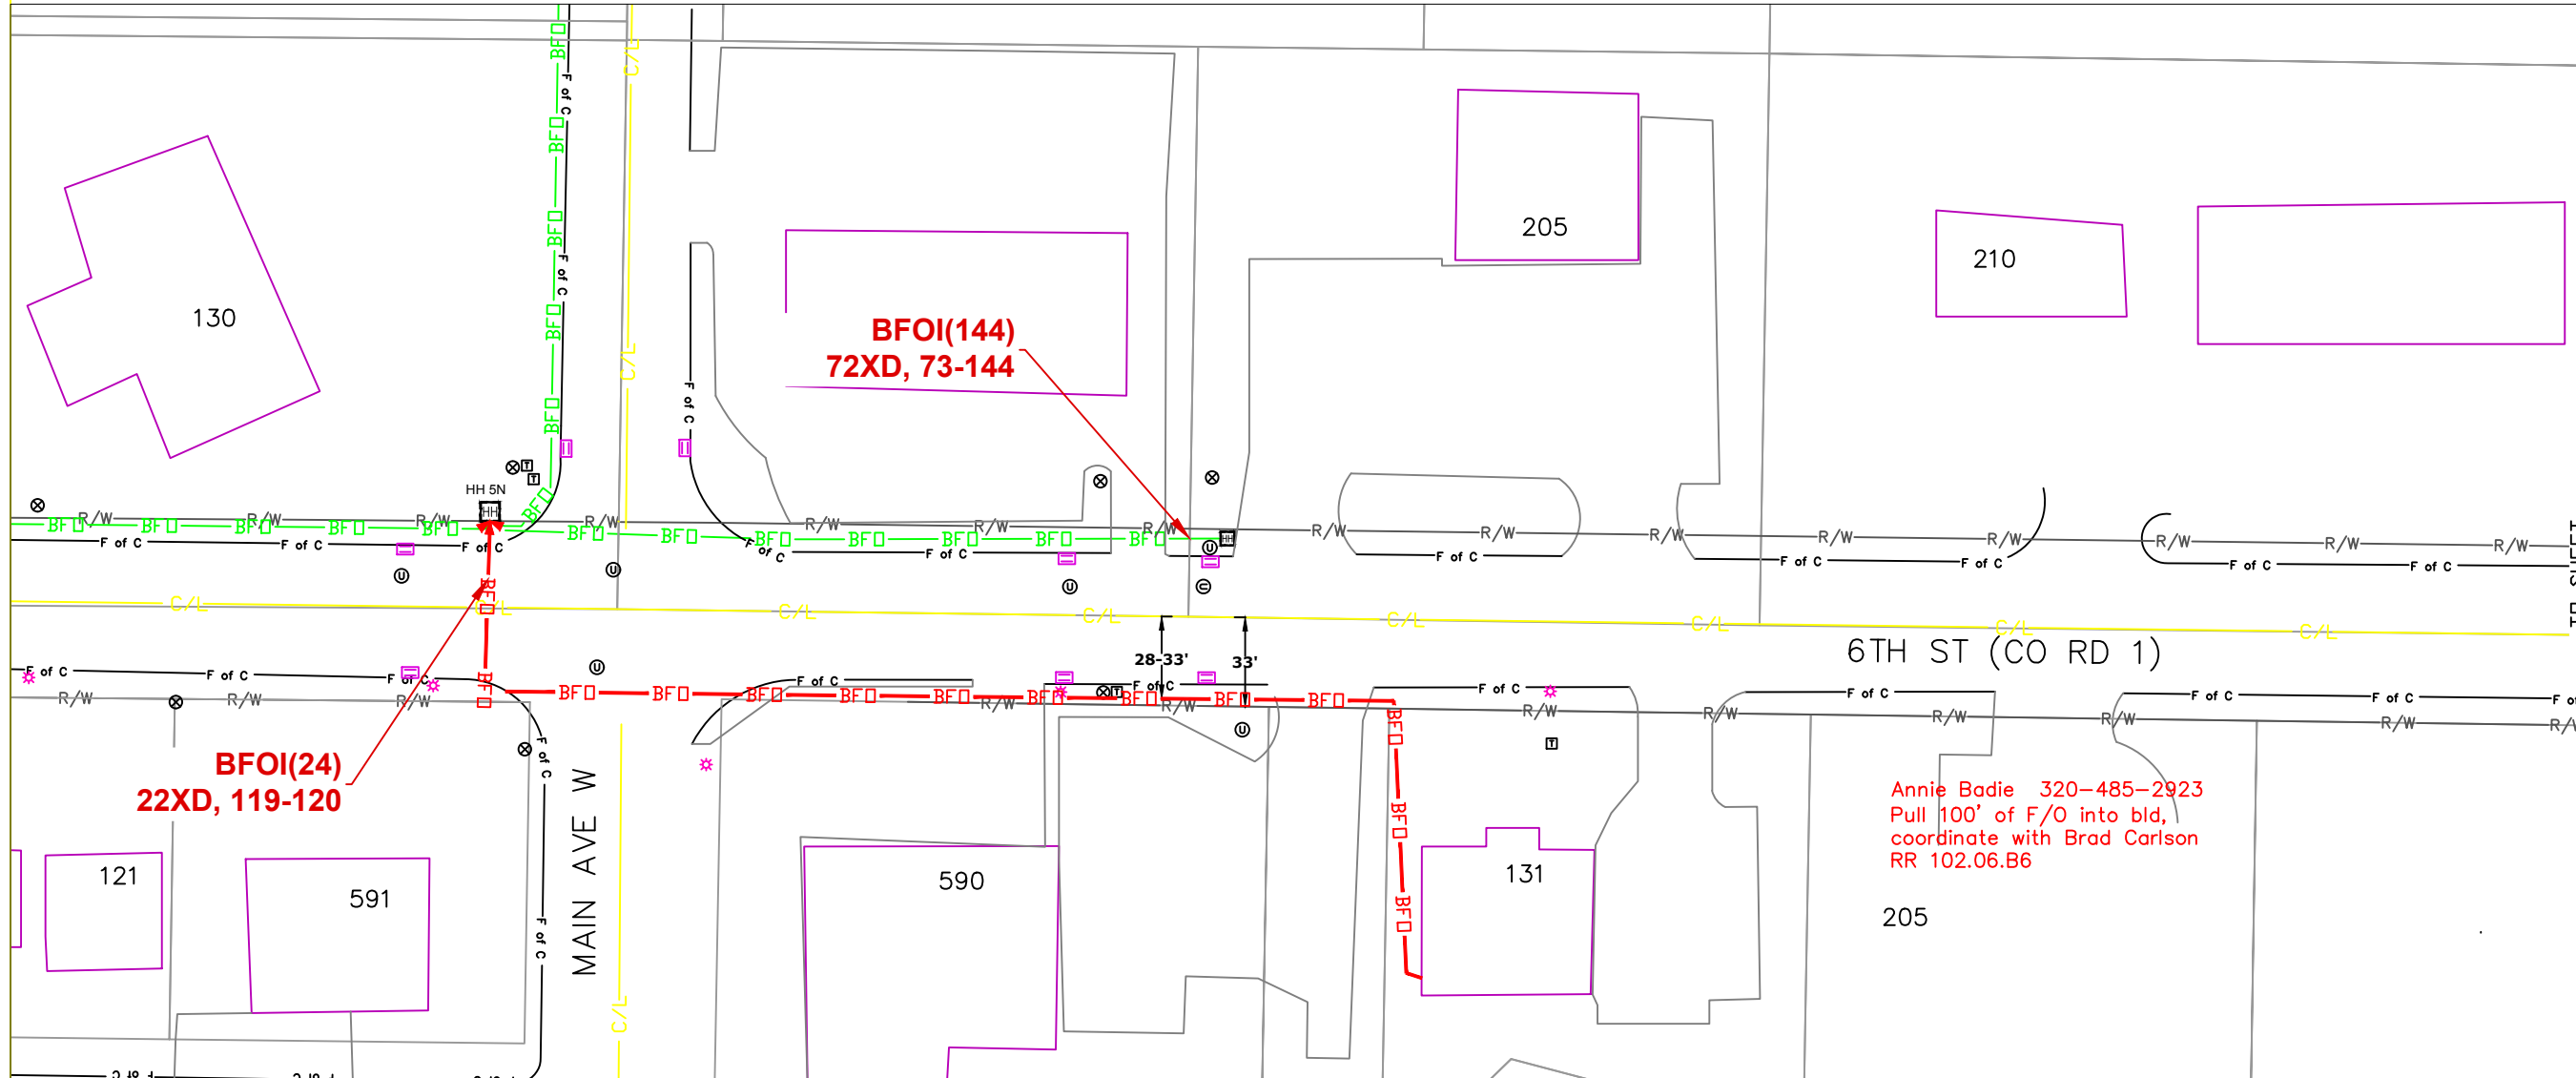 205
210
130
BFOI(144)
72XD, 73-144
HH 5N
HH
28-33'
33'
6TH ST (CO RD 1)
BFOI(24)
22XD, 119-120
MAIN AVE W
Annie Badie 320-485-2923
Pull 100' of F/O into bld,
coordinate with Brad Carlson
RR 102.06.B6
121
591
590
131
205
R/W
F of C
C/L
BFO
T
U